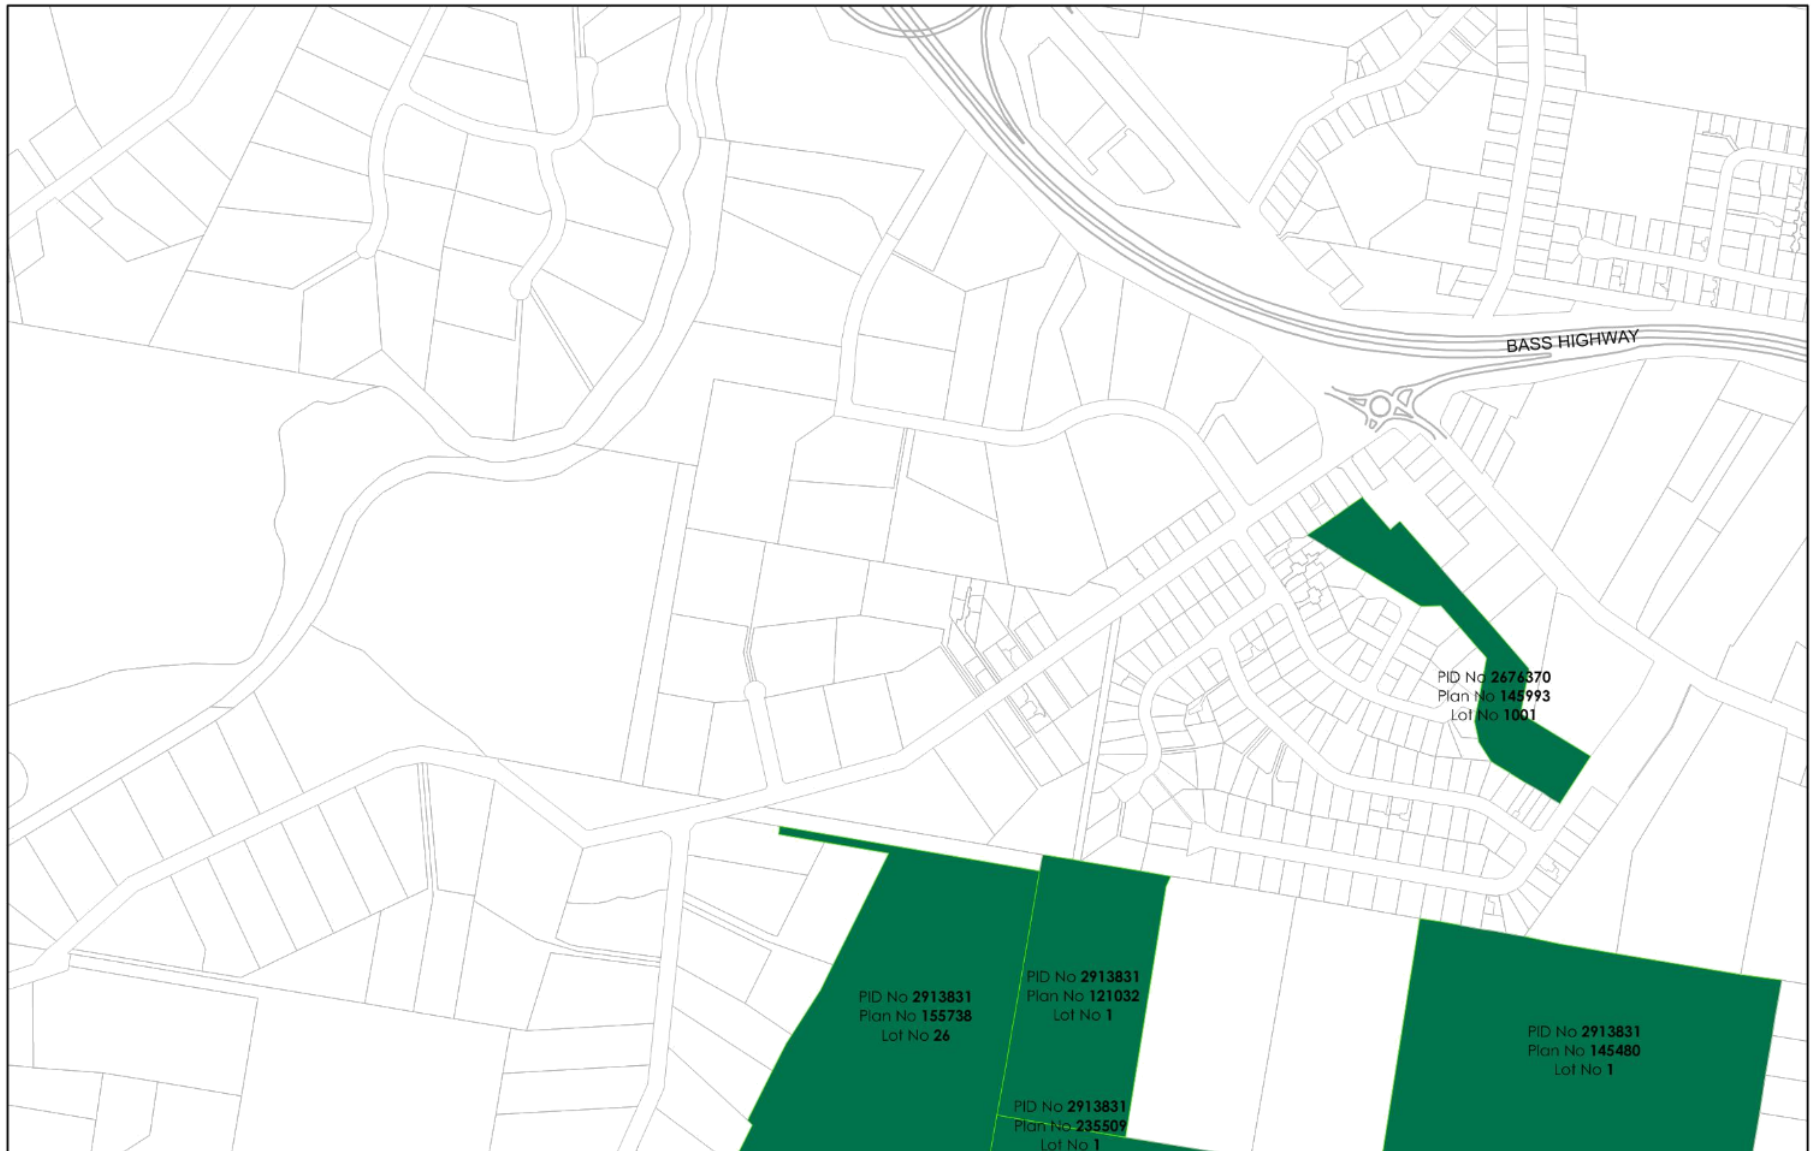 BASS HIGHWAY
PID No 2676370
Plan No 145993
Lot No 1001
PID No 2913831
Plan No 121032
Lot No 1
PID No 2913831
Plan No 155738
Lot No 26
PID No 2913831
Plan No 145480
Lot No 1
PID No 2913831
Plan No 235509
Lot No 1